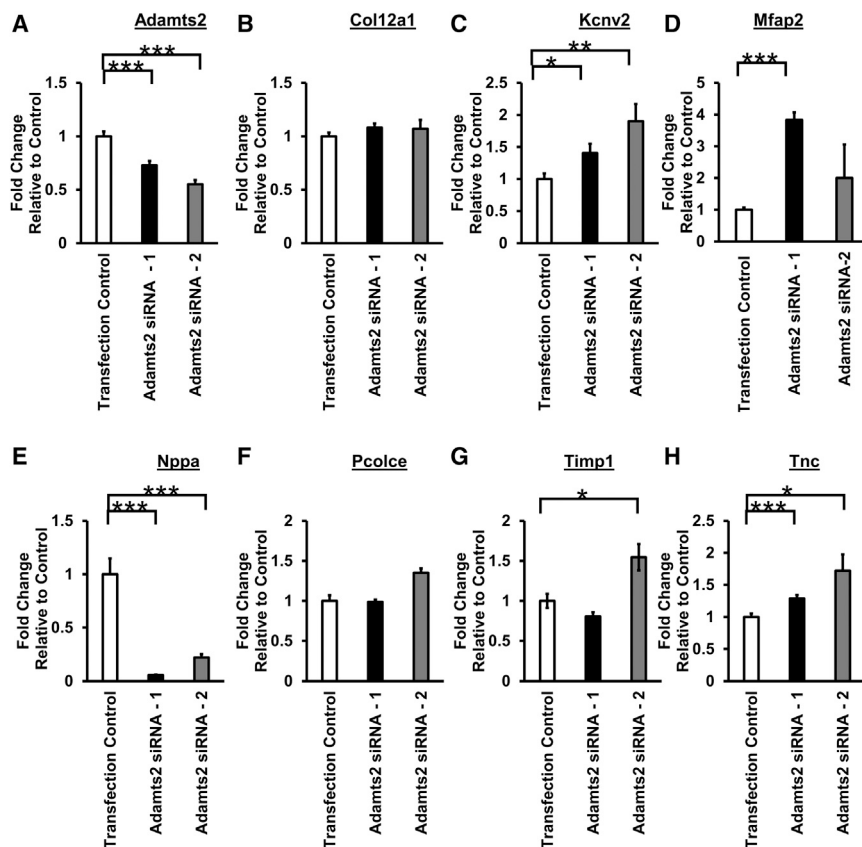 A Adamts2
***
***
1.5
1
0.5
0
Fold Change
Relative to Control
Transfection Control
Adamts2 siRNA - 1
Adamts2 siRNA - 2
B Col12a1
1.5
1
0.5
0
Fold Change
Relative to Control
Transfection Control
Adamts2 siRNA - 1
Adamts2 siRNA - 2
C Kcnv2
**
*
2.5
2
1.5
1
0.5
0
Fold Change
Relative to Control
Transfection Control
Adamts2 siRNA - 1
Adamts2 siRNA - 2
D Mfap2
***
5
4
2
0
Fold Change
Relative to Control
Transfection Control
Adamts2 siRNA - 1
Adamts2 siRNA-2
E Nppa
***
***
1.5
1
0.5
0
Fold Change
Relative to Control
Transfection Control
Adamts2 siRNA - 1
Adamts2 siRNA - 2
F Pcolce
2
1.5
1
0.5
0
Fold Change
Relative to Control
Transfection Control
Adamts2 siRNA - 1
Adamts2 siRNA - 2
G Timp1
*
2
1.5
1
0.5
0
Fold Change
Relative to Control
Transfection Control
Adamts2 siRNA - 1
Adamts2 siRNA - 2
H Tnc
*
***
2.5
2
1.5
1
0.5
0
Fold Change
Relative to Control
Transfection Control
Adamts2 siRNA - 1
Adamts2 siRNA - 2